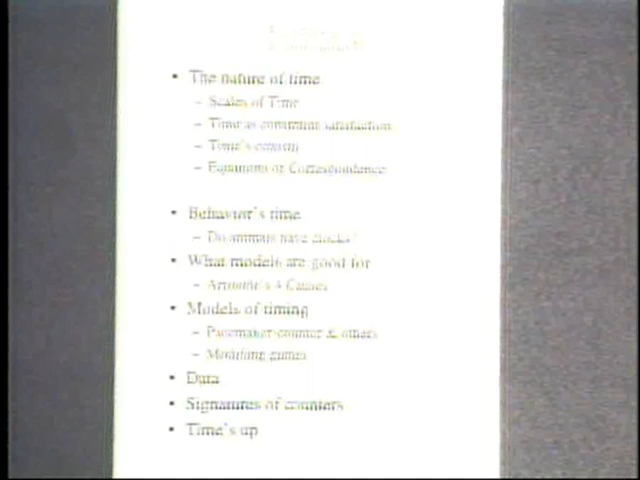 • The nature of time
– Scales of Time
– Time as constraint satisfaction
– Time's
– Equations of Correspondence
• Behavior's time
– Do animals have clocks?
• What models are good for
– Aristotle's 4 Causes
• Models of timing
– Pacemaker-counter & others
– Modeling games
• Data
• Signatures of counters
• Time's up